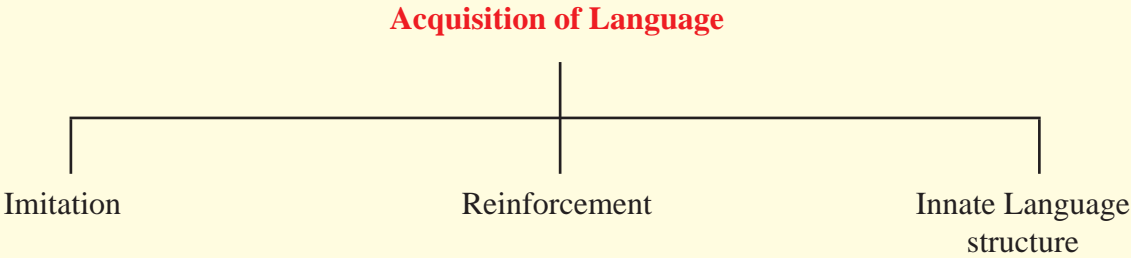 Acquisition of Language
Imitation
Reinforcement
Innate Language
structure